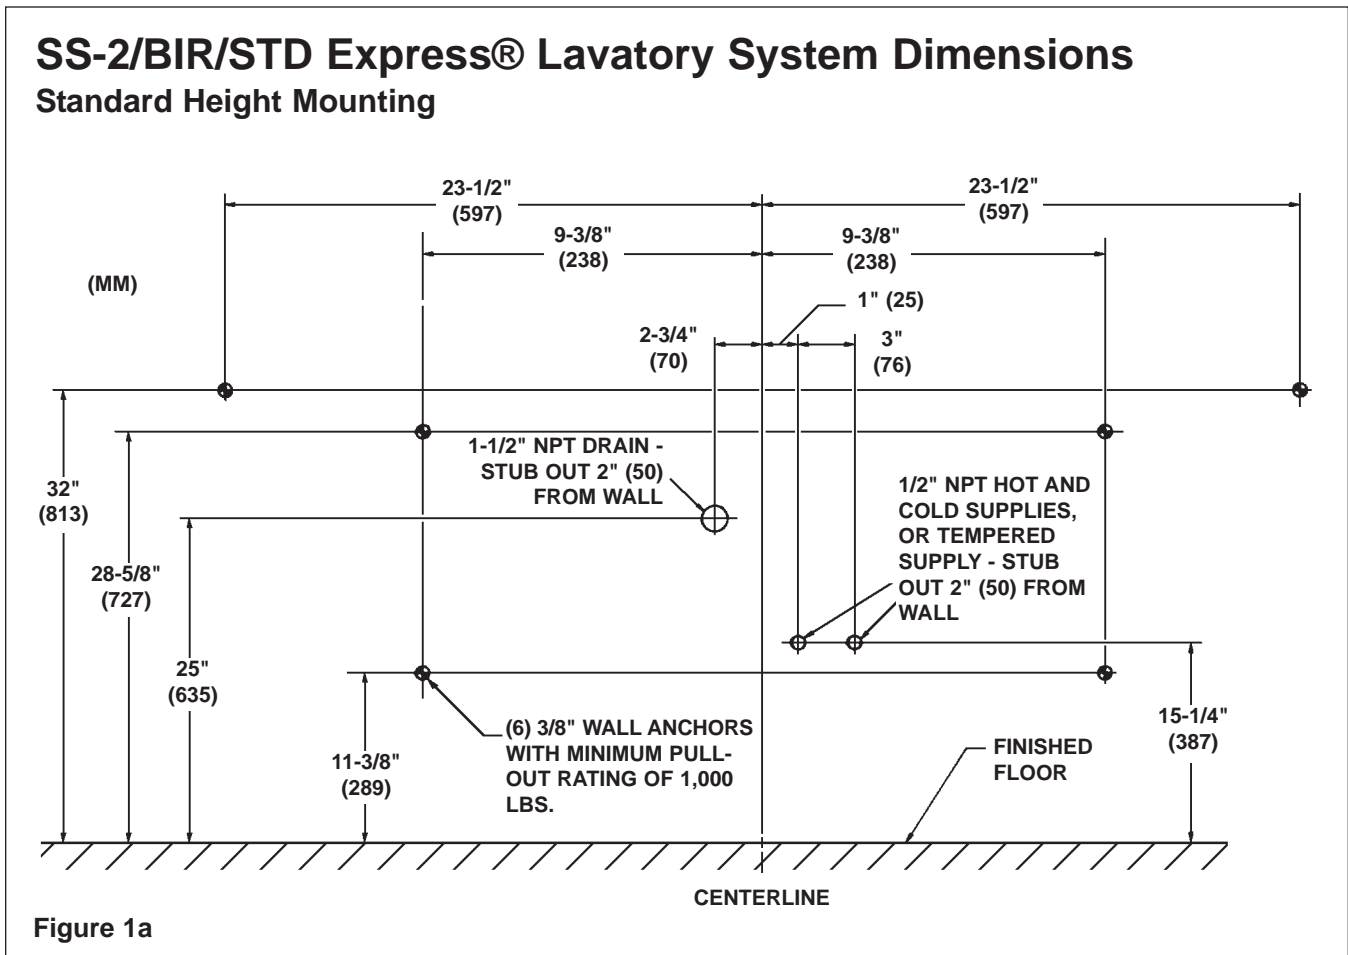 SS-2/BIR/STD Express® Lavatory System Dimensions
Standard Height Mounting
23-1/2"
(597)
23-1/2"
(597)
9-3/8"
(238)
9-3/8"
(238)
(MM)
1" (25)
2-3/4"
(70)
3"
(76)
1-1/2" NPT DRAIN -
STUB OUT 2" (50)
FROM WALL
32"
(813)
1/2" NPT HOT AND
COLD SUPPLIES,
OR TEMPERED
SUPPLY - STUB
OUT 2" (50) FROM
WALL
28-5/8"
(727)
25"
(635)
(6) 3/8" WALL ANCHORS
WITH MINIMUM PULL-
OUT RATING OF 1,000
LBS.
11-3/8"
(289)
15-1/4"
(387)
FINISHED
FLOOR
CENTERLINE
Figure 1a